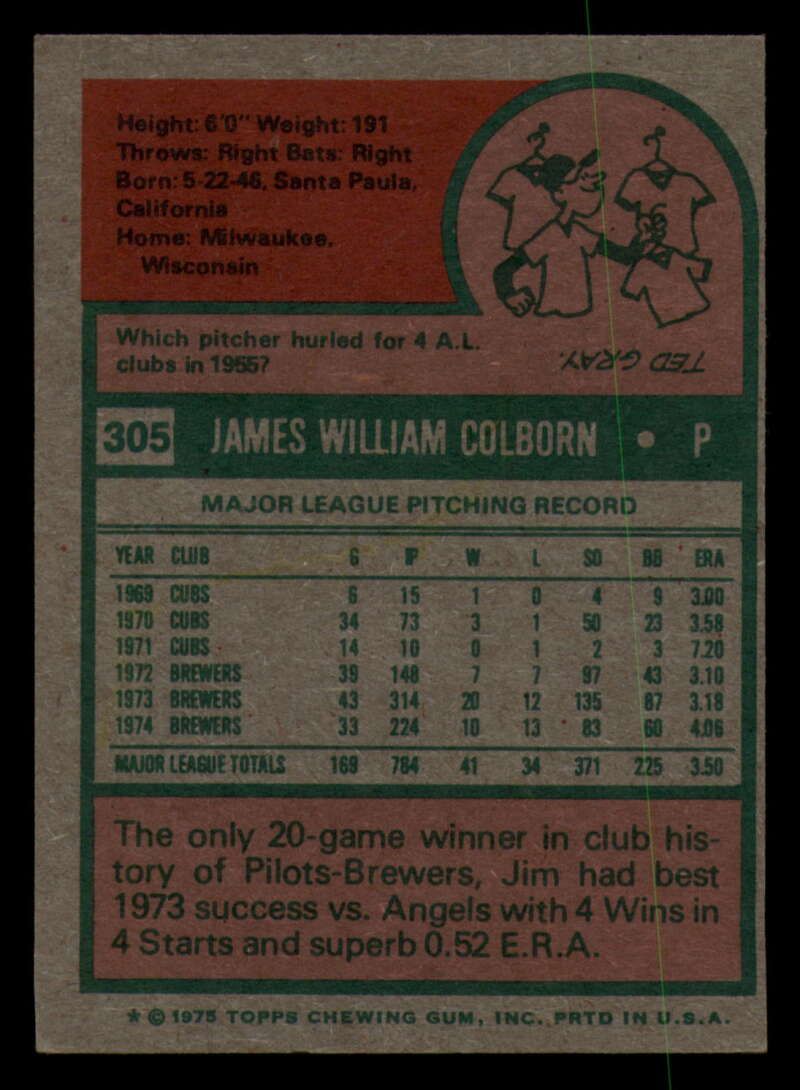 Height: 6'0" Weight: 191
Throws: Right Bats: Right
Born: 5-22-46, Santa Paula,
California
Home: Milwaukee,
Wisconsin
Which pitcher hurled for 4 A.L.
clubs in 1955?
TED GRAY.
305 JAMES WILLIAM COLBORN • P
MAJOR LEAGUE PITCHING RECORD
YEAR CLUB G IP W L SO BB ERA
1969 CUBS 6 15 1 0 4 9 3.00
1970 CUBS 34 73 3 1 50 23 3.58
1971 CUBS 14 10 0 1 2 3 7.20
1972 BREWERS 39 148 7 7 97 43 3.10
1973 BREWERS 43 314 20 12 135 87 3.18
1974 BREWERS 33 224 10 13 83 60 4.06
MAJOR LEAGUE TOTALS 169 784 41 34 371 225 3.50
The only 20-game winner in club his-
tory of Pilots-Brewers, Jim had best
1973 success vs. Angels with 4 Wins in
4 Starts and superb 0.52 E.R.A.
* © 1975 TOPPS CHEWING GUM, INC. PRTD IN U.S.A.